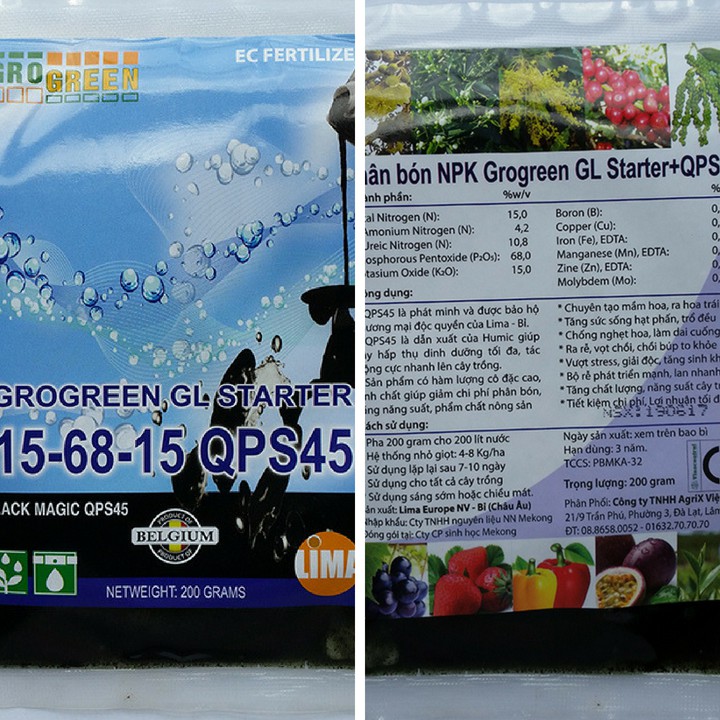 GRO
GREEN
EC FERTILIZE
GROGREEN GL STARTER
15-68-15 QPS45
LACK MAGIC QPS45
PRODUCT OF
BELGIUM
PRODUCT OF
LIMA
NETWEIGHT: 200 GRAMS
hân bón NPK Grogreen GL Starter+QPS
ành phần: %w/v %
tal Nitrogen (N): 15,0
Amonium Nitrogen (N): 4,2
Ureic Nitrogen (N): 10,8
osphorous Pentoxide (P₂O₅): 68,0
tasium Oxide (K₂O): 15,0
Boron (B): 0,
Copper (Cu): 0,
Iron (Fe), EDTA: 0,
Manganese (Mn), EDTA: 0,
Zine (Zn), EDTA: 0,
Molybdem (Mo):
ông dụng:
QPS45 là phát minh và được bảo hộ
ương mại độc quyền của Lima - Bỉ.
QPS45 là dẫn xuất của Humic giúp
y hấp thụ dinh dưỡng tối đa, tác
ộng cực nhanh lên cây trồng.
Sản phẩm có hàm lượng cô đặc cao,
nh chất giúp giảm chi phí phân bón,
ng năng suất, phẩm chất nông sản
* Chuyên tạo mầm hoa, ra hoa trái
* Tăng sức sống hạt phấn, trổ đều
* Chống nghẹt hoa, làm dai cuống
* Ra rễ, vọt chồi, chồi búp to khỏe
* Vượt stress, giải độc, tăng sinh kh
* Bộ rễ phát triển mạnh, lan nhanh
* Tăng chất lượng, năng suất cây t
* Tiết kiệm chi phí, Lợi nhuận tối đ
NSX:190617
ách sử dụng:
Pha 200 gram cho 200 lít nước
Hệ thống nhỏ giọt: 4-8 Kg/ha
Sử dụng lặp lại sau 7-10 ngày
Sử dụng cho tất cả cây trồng
Sử dụng sáng sớm hoặc chiều mát.
ản xuất: Lima Europe NV - Bỉ (Châu Âu)
hập khẩu: Cty TNHH nguyên liệu NN Mekong
óng gói tại: Cty CP sinh học Mekong
Ngày sản xuất: xem trên bao bì
Hạn dùng: 3 năm.
TCCS: PBMKA-32
Trọng lượng: 200 gram
Phân Phối: Công ty TNHH AgriX Việ
21/9 Trần Phú, Phường 3, Đà Lạt, Lâm
ĐT: 08.8658.0052 - 01632.70.70.70